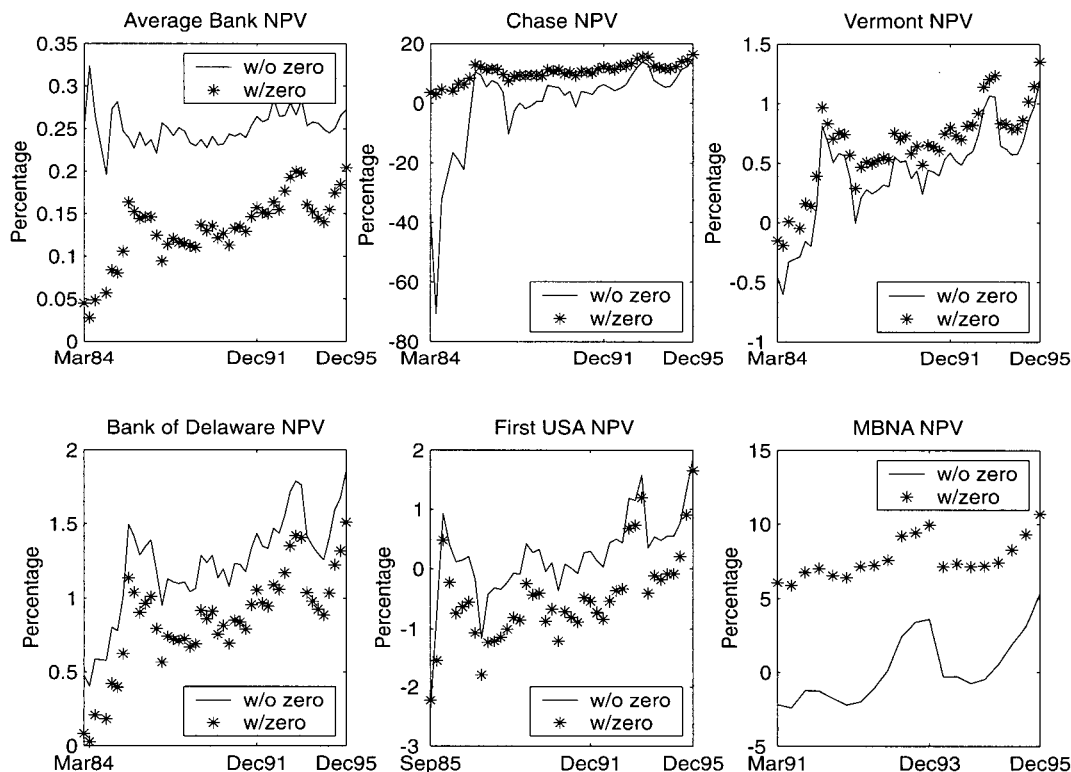 Average Bank NPV
0.35
0.3
0.25
0.2
0.15
0.1
0.05
0
Percentage
w/o zero
w/zero
Mar84
Dec91
Dec95
Chase NPV
20
0
-20
-40
-60
-80
Percentage
w/o zero
w/zero
Mar84
Dec91
Dec95
Vermont NPV
1.5
1
0.5
0
-0.5
-1
Percentage
w/o zero
w/zero
Mar84
Dec91
Dec95
Bank of Delaware NPV
2
1.5
1
0.5
0
Percentage
w/o zero
w/zero
Mar84
Dec91
Dec95
First USA NPV
2
1
0
-1
-2
-3
Percentage
w/o zero
w/zero
Sep85
Dec91
Dec95
MBNA NPV
15
10
5
0
-5
Percentage
w/o zero
w/zero
Mar91
Dec93
Dec95